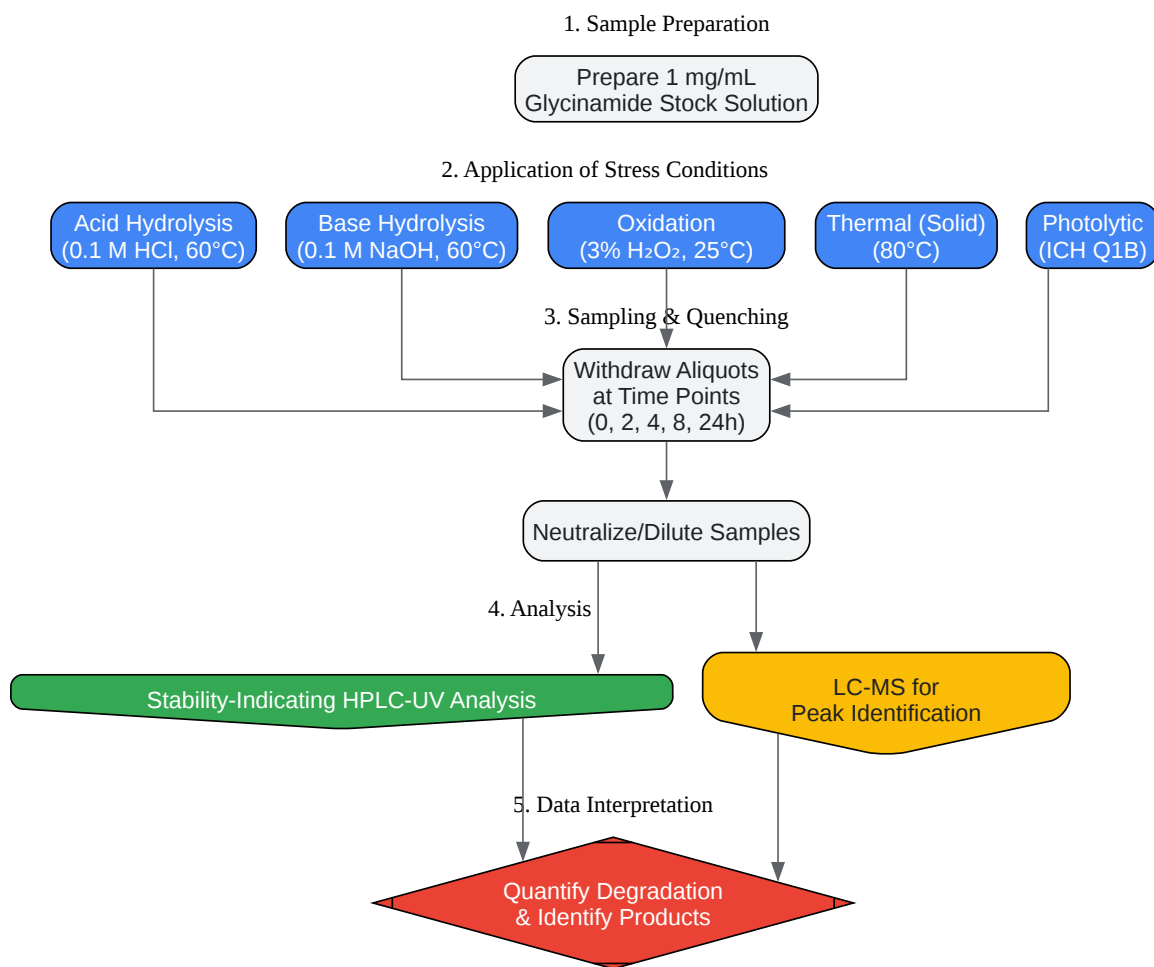 1. Sample Preparation
Prepare 1 mg/mL
Glycinamide Stock Solution
2. Application of Stress Conditions
Acid Hydrolysis
(0.1 M HCl, 60°C)
Base Hydrolysis
(0.1 M NaOH, 60°C)
Oxidation
(3% H₂O₂, 25°C)
Thermal (Solid)
(80°C)
Photolytic
(ICH Q1B)
3. Sampling & Quenching
Withdraw Aliquots
at Time Points
(0, 2, 4, 8, 24h)
Neutralize/Dilute Samples
4. Analysis
Stability-Indicating HPLC-UV Analysis
LC-MS for
Peak Identification
5. Data Interpretation
Quantify Degradation
& Identify Products